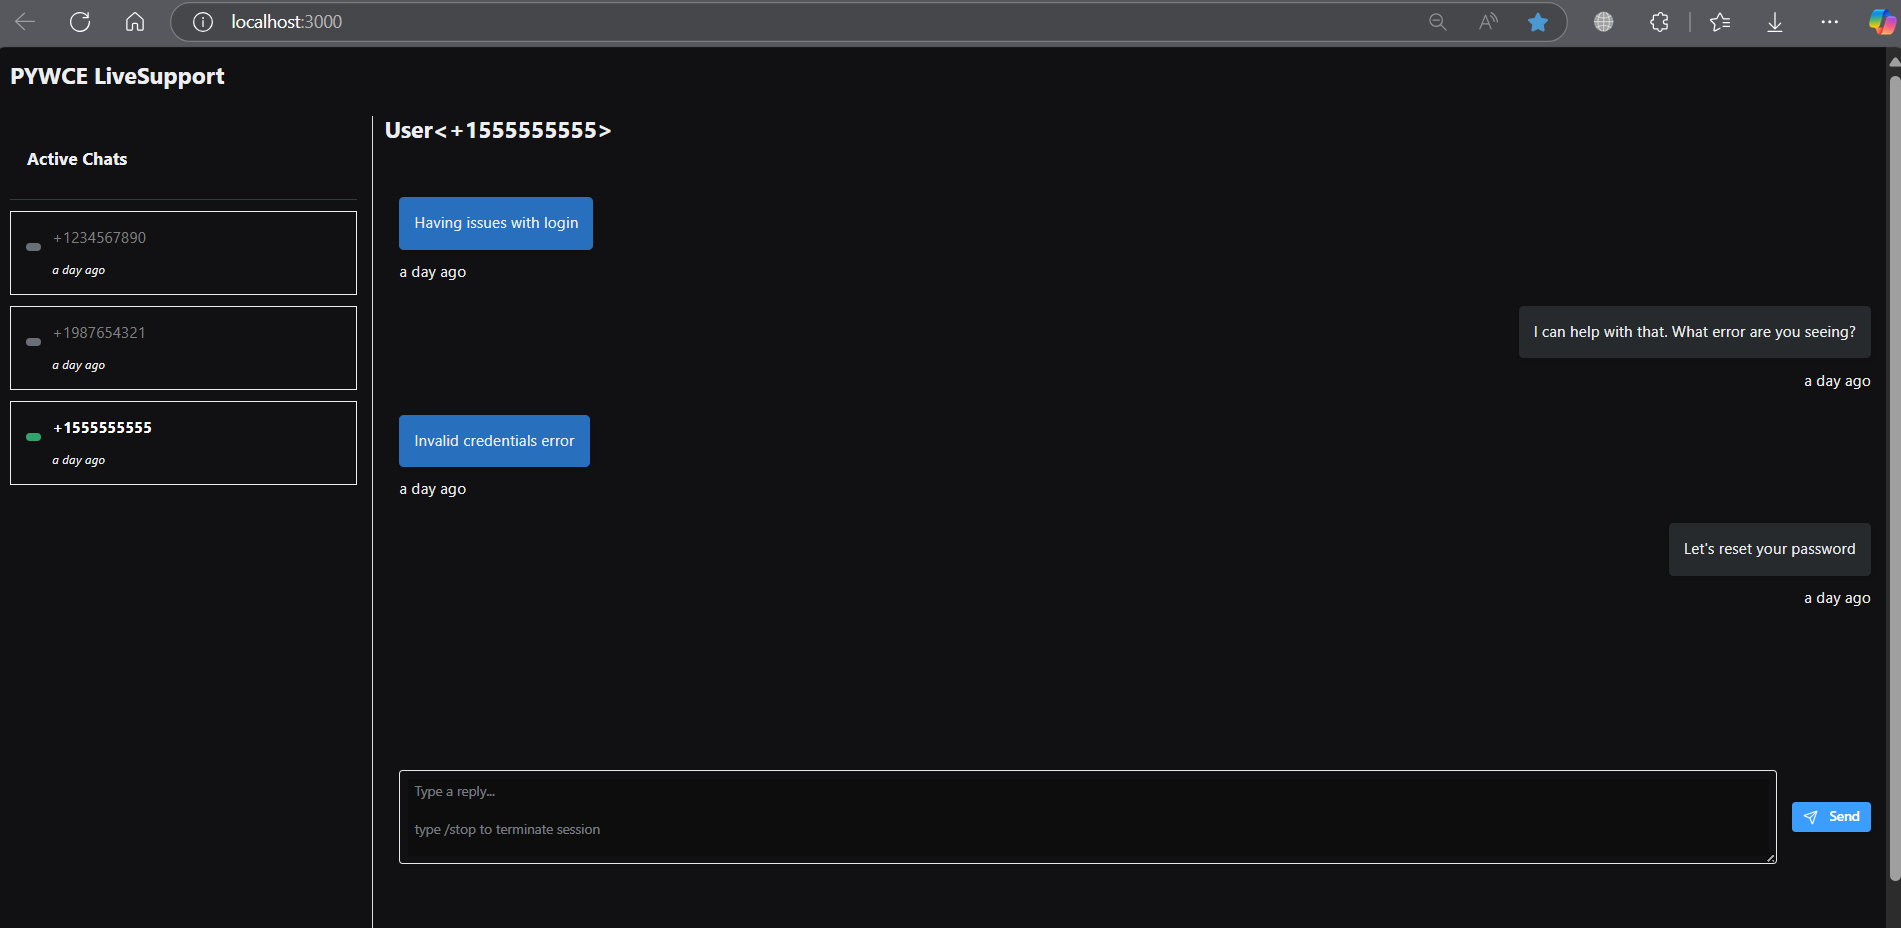 localhost:3000
PYWCE LiveSupport
Active Chats
+1234567890
a day ago
+1987654321
a day ago
+1555555555
a day ago
User<+1555555555>
Having issues with login
a day ago
I can help with that. What error are you seeing?
a day ago
Invalid credentials error
a day ago
Let's reset your password
a day ago
Type a reply...
type /stop to terminate session
Send